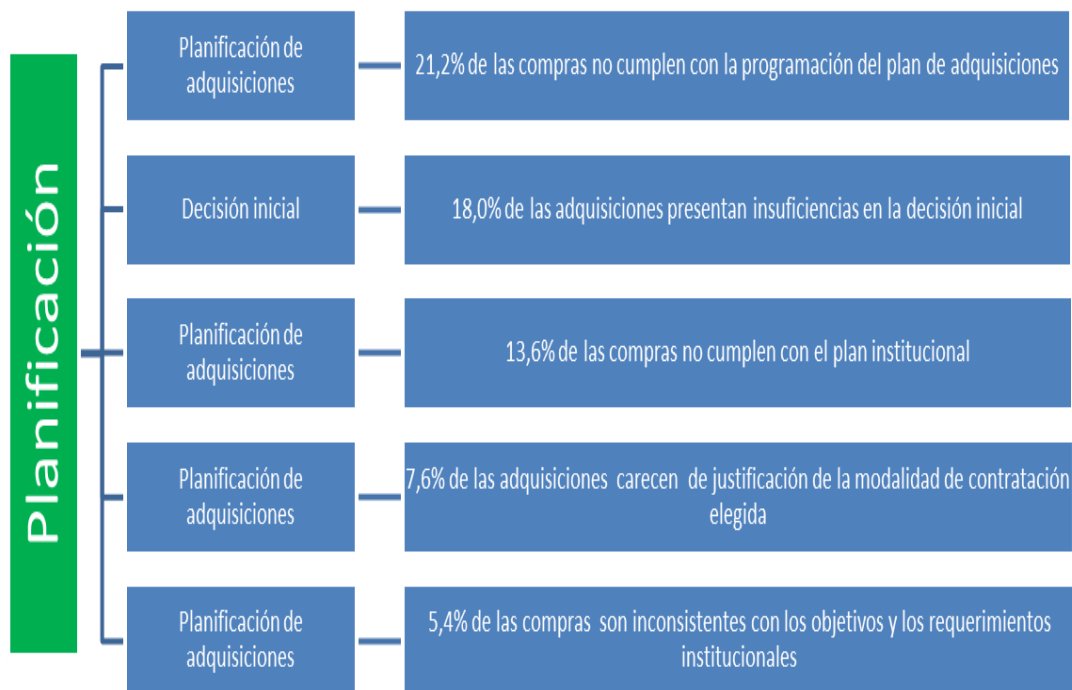 Planificación
Planificación de
adquisiciones
21,2% de las compras no cumplen con la programación del plan de adquisiciones
Decisión inicial
18,0% de las adquisiciones presentan insuficiencias en la decisión inicial
Planificación de
adquisiciones
13,6% de las compras no cumplen con el plan institucional
Planificación de
adquisiciones
7,6% de las adquisiciones carecen de justificación de la modalidad de contratación
elegida
Planificación de
adquisiciones
5,4% de las compras son inconsistentes con los objetivos y los requerimientos
institucionales